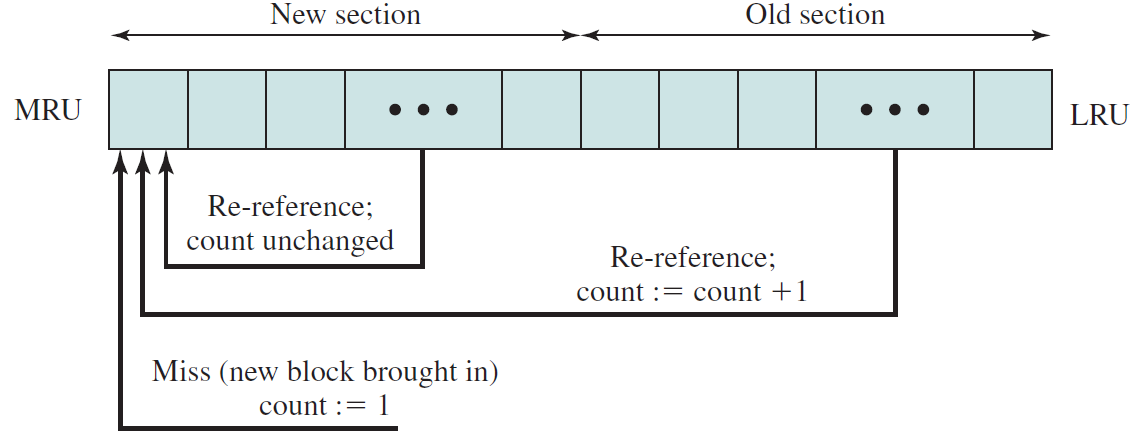 New section
Old section
MRU
LRU
Re-reference;
count unchanged
Re-reference;
count := count +1
Miss (new block brought in)
count := 1